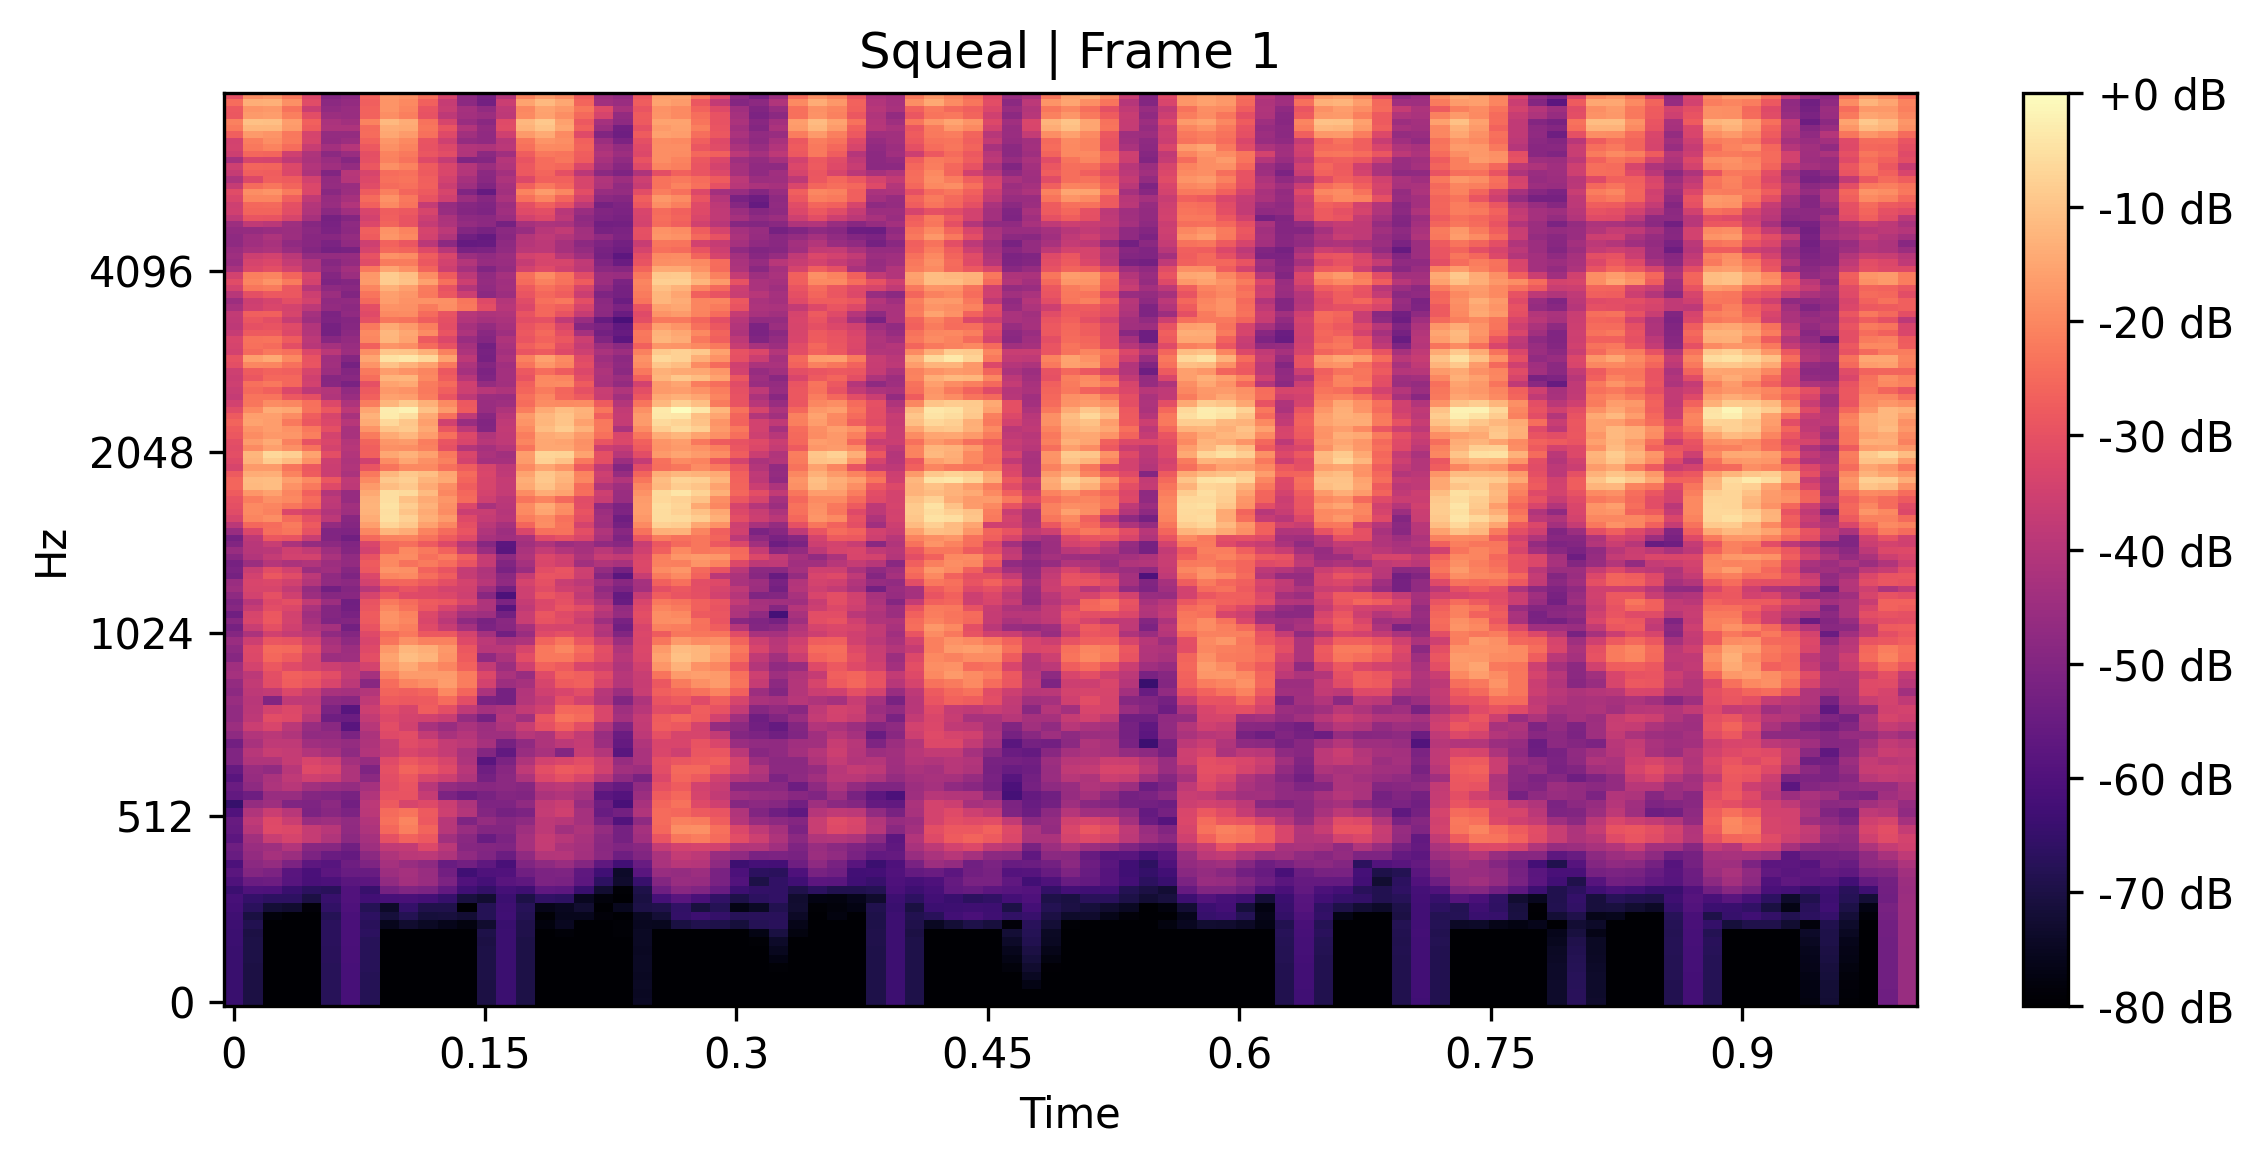 Squeal | Frame 1
+0 dB
-10 dB
-20 dB
-30 dB
-40 dB
-50 dB
-60 dB
-70 dB
-80 dB
Hz
4096
2048
1024
512
0
0 0.15 0.3 0.45 0.6 0.75 0.9
Time